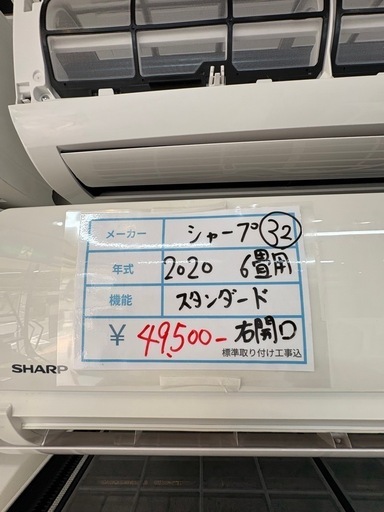 メーカー シャープ 32
年式 2020 6畳用
機能 スタンダード
¥ 49,500- 右開口
標準取り付け工事込
SHARP